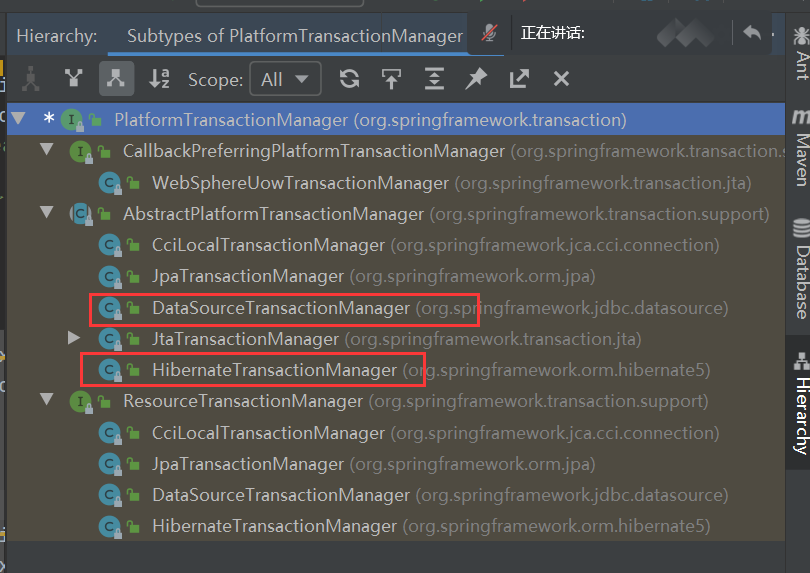 Hierarchy: Subtypes of PlatformTransactionManager 正在讲话:
Scope: All
* PlatformTransactionManager (org.springframework.transaction)
CallbackPreferringPlatformTransactionManager (org.springframework.transaction.s
WebSphereUowTransactionManager (org.springframework.transaction.jta)
AbstractPlatformTransactionManager (org.springframework.transaction.support)
CciLocalTransactionManager (org.springframework.jca.cci.connection)
JpaTransactionManager (org.springframework.orm.jpa)
DataSourceTransactionManager (org.springframework.jdbc.datasource)
JtaTransactionManager (org.springframework.transaction.jta)
HibernateTransactionManager (org.springframework.orm.hibernate5)
ResourceTransactionManager (org.springframework.transaction.support)
CciLocalTransactionManager (org.springframework.jca.cci.connection)
JpaTransactionManager (org.springframework.orm.jpa)
DataSourceTransactionManager (org.springframework.jdbc.datasource)
HibernateTransactionManager (org.springframework.orm.hibernate5)
Ant
Maven
Database
Hierarchy